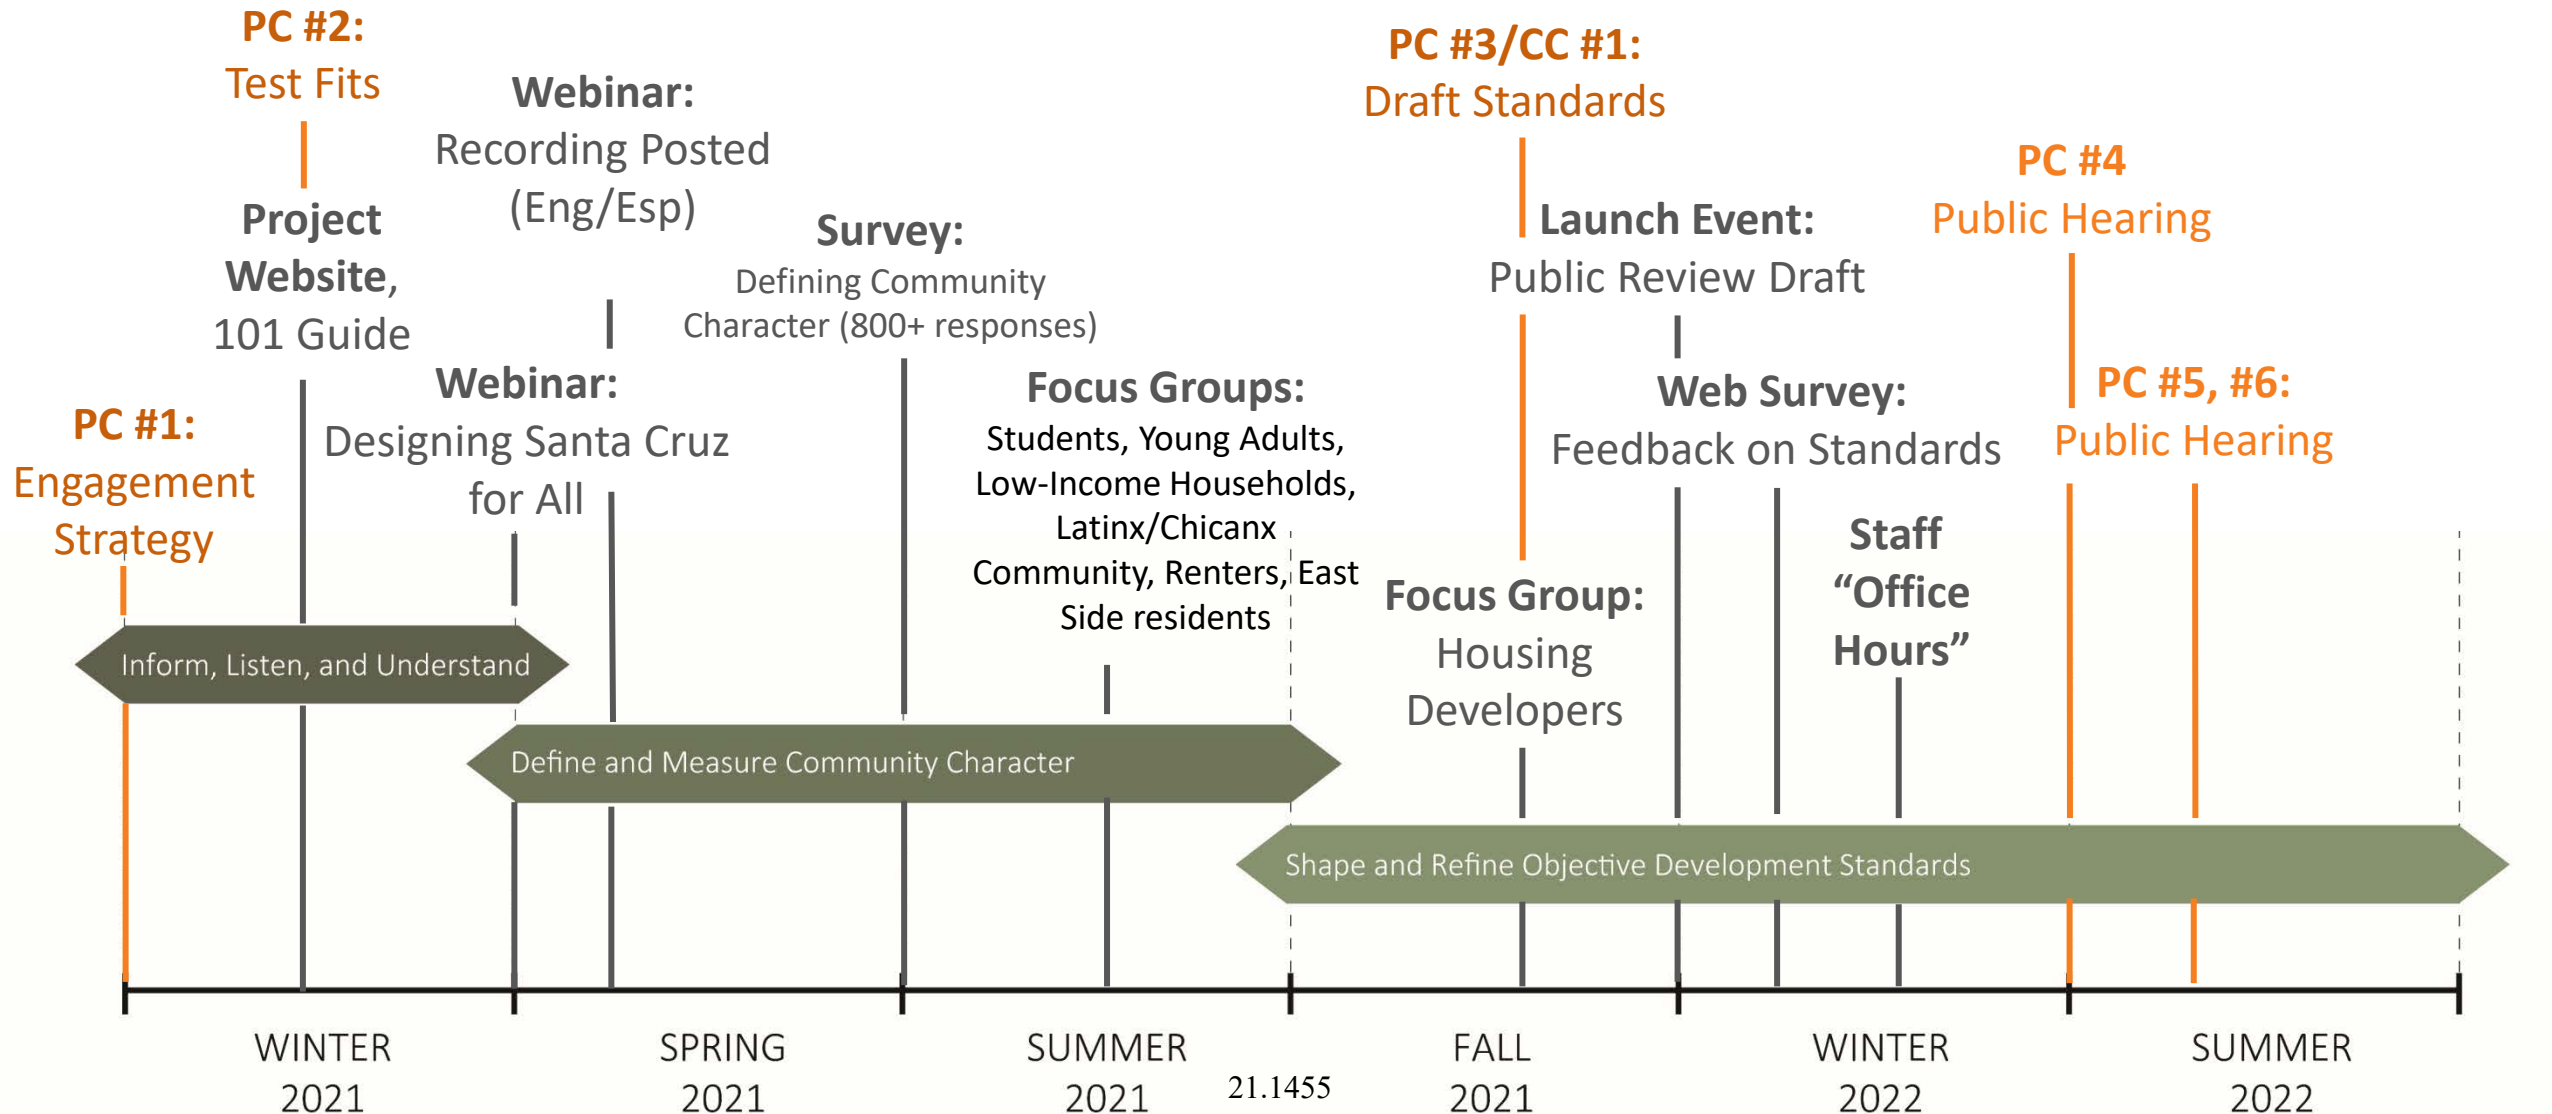 PC #2:
Test Fits
Project
Website,
101 Guide
PC #1:
Engagement
Strategy
Webinar:
Recording Posted
(Eng/Esp)
Webinar:
Designing Santa Cruz
for All
Survey:
Defining Community
Character (800+ responses)
Focus Groups:
Students, Young Adults,
Low-Income Households,
Latinx/Chicanx
Community, Renters, East
Side residents
PC #3/CC #1:
Draft Standards
Focus Group:
Housing
Developers
Launch Event:
Public Review Draft
Web Survey:
Feedback on Standards
Staff
“Office
Hours”
PC #4
Public Hearing
PC #5, #6:
Public Hearing
Inform, Listen, and Understand
Define and Measure Community Character
Shape and Refine Objective Development Standards
WINTER
2021
SPRING
2021
SUMMER
2021
21.1455
FALL
2021
WINTER
2022
SUMMER
2022